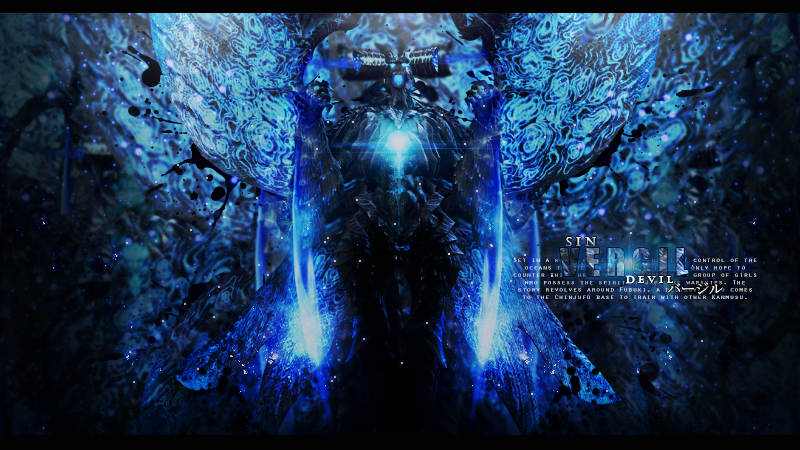 SIN
VERGIL
DEVIL
バージル
Set in a control of the
oceans only hope to
counter group of girls
who possess the spirit warships. The
story revolves around Fubuki, a comes
to the Chinjufu base to train with other Kanmusu.